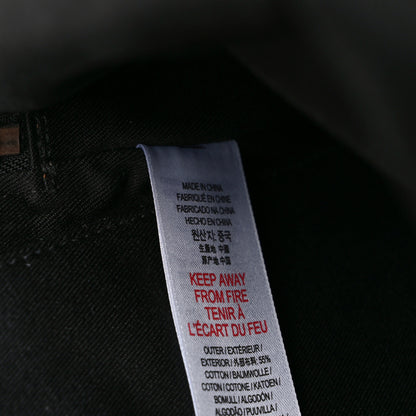 MADE IN CHINA
FABRIQUÉ EN CHINE
FABRICADO NA CHINA
HECHO EN CHINA
원산지: 중국
生産地 中国
原产地 中国
KEEP AWAY
FROM FIRE
TENIR À
L'ÉCART DU FEU
OUTER / EXTÉRIEUR /
EXTERIOR / 外部布料: 55%
COTTON / BAUMWOLLE /
COTON / COTONE / KATOEN /
BOMULL / ALGODÓN /
ALGODÃO / PUUVILLA /